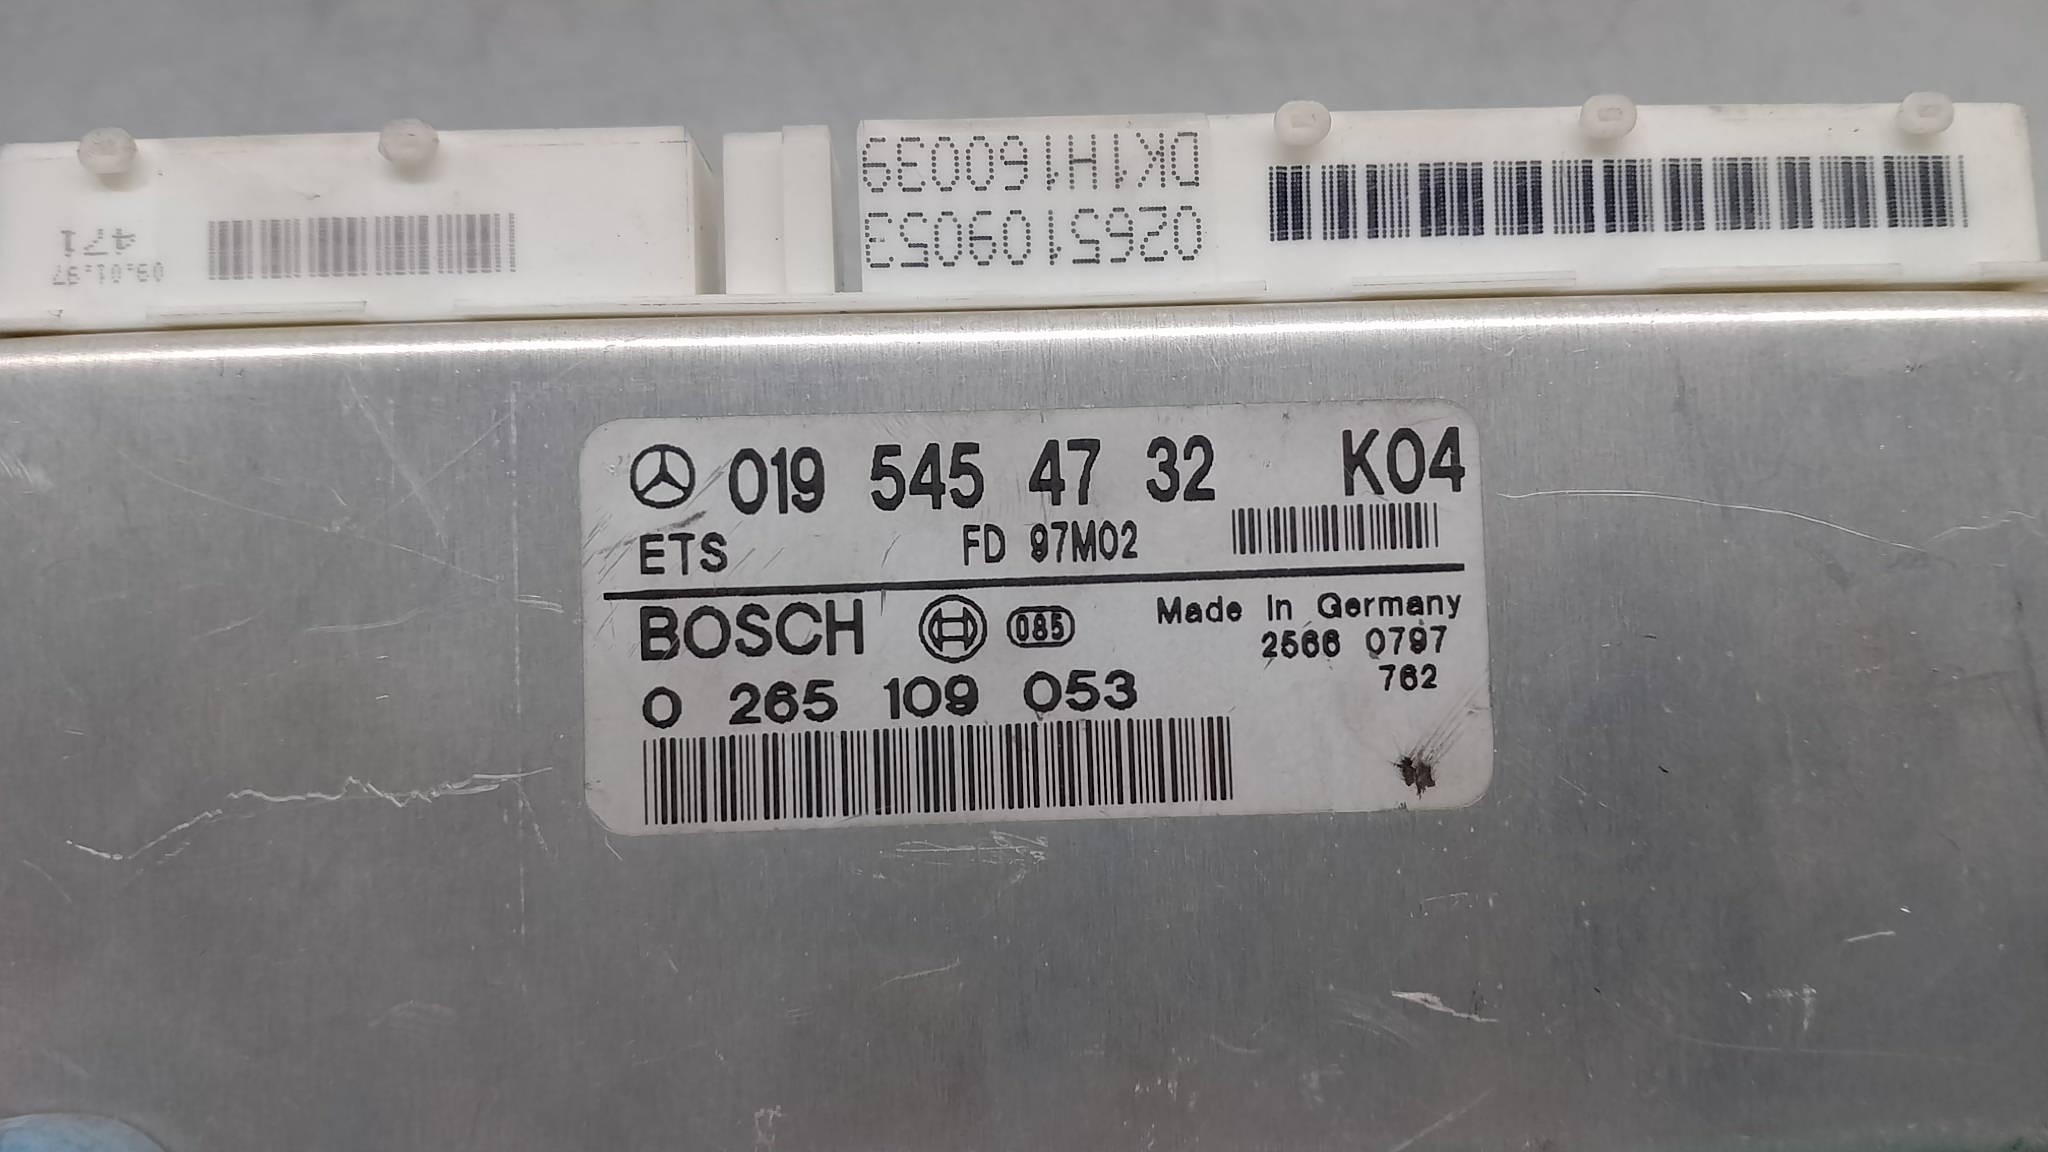 DK1H160039
0265109053
471
09.01.97
019 545 47 32 K04
ETS FD 97M02
BOSCH 085 Made In Germany
2566 0797
762
0 265 109 053